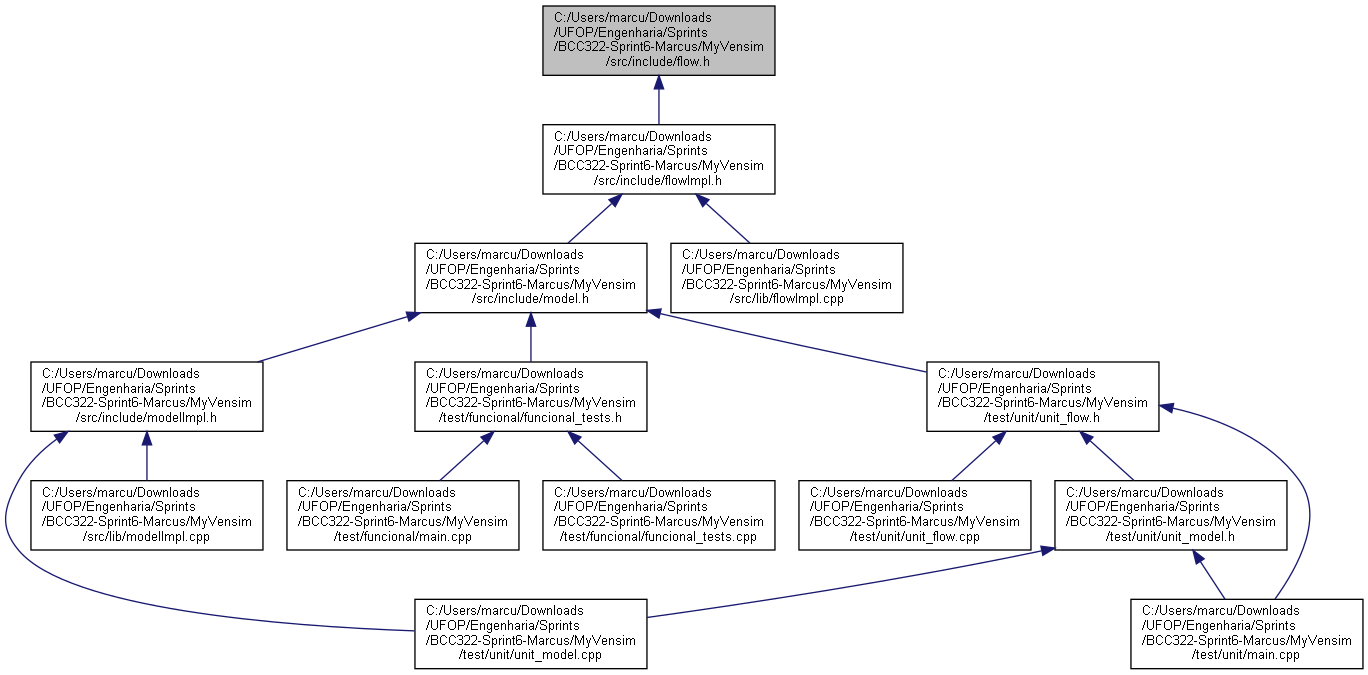 C:/Users/marcu/Downloads
/UFOP/Engenharia/Sprints
/BCC322-Sprint6-Marcus/MyVensim
/src/include/flow.h
C:/Users/marcu/Downloads
/UFOP/Engenharia/Sprints
/BCC322-Sprint6-Marcus/MyVensim
/src/include/flowImpl.h
C:/Users/marcu/Downloads
/UFOP/Engenharia/Sprints
/BCC322-Sprint6-Marcus/MyVensim
/src/include/model.h
C:/Users/marcu/Downloads
/UFOP/Engenharia/Sprints
/BCC322-Sprint6-Marcus/MyVensim
/src/lib/flowImpl.cpp
C:/Users/marcu/Downloads
/UFOP/Engenharia/Sprints
/BCC322-Sprint6-Marcus/MyVensim
/src/include/modelImpl.h
C:/Users/marcu/Downloads
/UFOP/Engenharia/Sprints
/BCC322-Sprint6-Marcus/MyVensim
/test/funcional/funcional_tests.h
C:/Users/marcu/Downloads
/UFOP/Engenharia/Sprints
/BCC322-Sprint6-Marcus/MyVensim
/test/unit/unit_flow.h
C:/Users/marcu/Downloads
/UFOP/Engenharia/Sprints
/BCC322-Sprint6-Marcus/MyVensim
/src/lib/modelImpl.cpp
C:/Users/marcu/Downloads
/UFOP/Engenharia/Sprints
/BCC322-Sprint6-Marcus/MyVensim
/test/funcional/main.cpp
C:/Users/marcu/Downloads
/UFOP/Engenharia/Sprints
/BCC322-Sprint6-Marcus/MyVensim
/test/funcional/funcional_tests.cpp
C:/Users/marcu/Downloads
/UFOP/Engenharia/Sprints
/BCC322-Sprint6-Marcus/MyVensim
/test/unit/unit_flow.cpp
C:/Users/marcu/Downloads
/UFOP/Engenharia/Sprints
/BCC322-Sprint6-Marcus/MyVensim
/test/unit/unit_model.h
C:/Users/marcu/Downloads
/UFOP/Engenharia/Sprints
/BCC322-Sprint6-Marcus/MyVensim
/test/unit/unit_model.cpp
C:/Users/marcu/Downloads
/UFOP/Engenharia/Sprints
/BCC322-Sprint6-Marcus/MyVensim
/test/unit/main.cpp